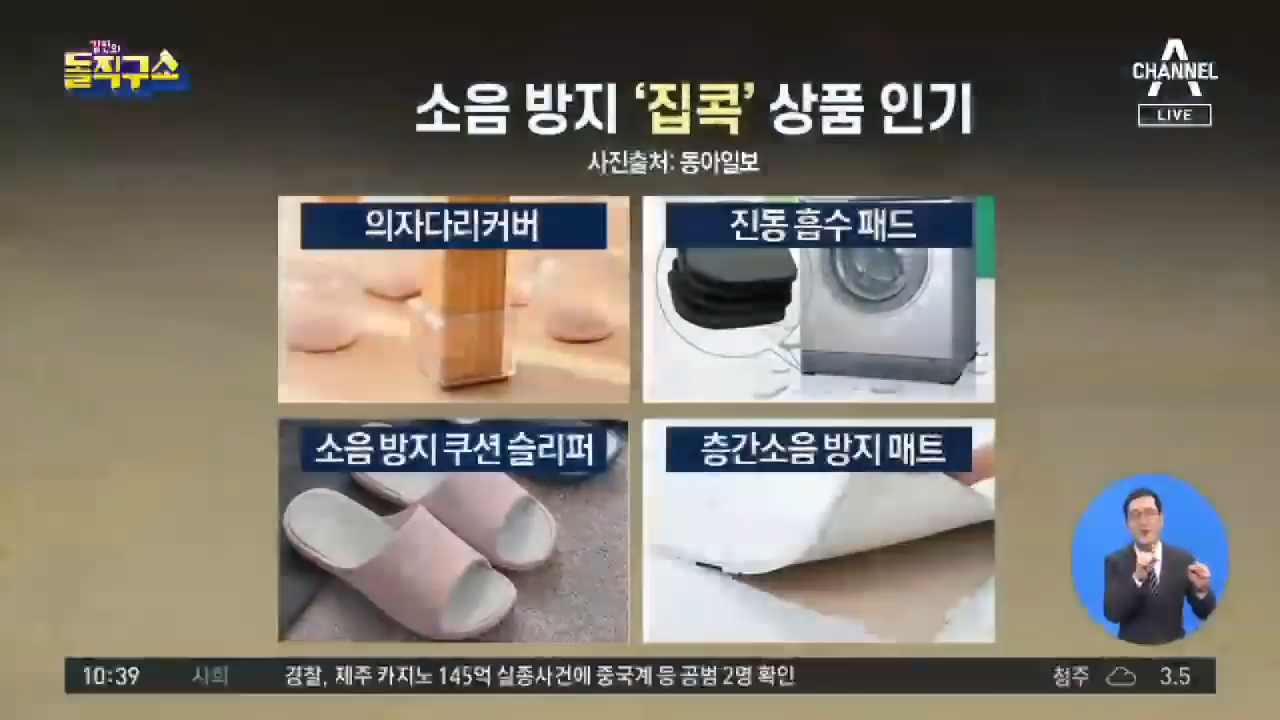 김진의
돌직구쇼
CHANNEL A
LIVE
소음 방지 ‘집콕’ 상품 인기
사진출처: 동아일보
의자다리커버
진동 흡수 패드
소음 방지 쿠션 슬리퍼
층간소음 방지 매트
10:39 사회 경찰, 제주 카지노 145억 실종사건에 중국계 등 공범 2명 확인 청주 3.5